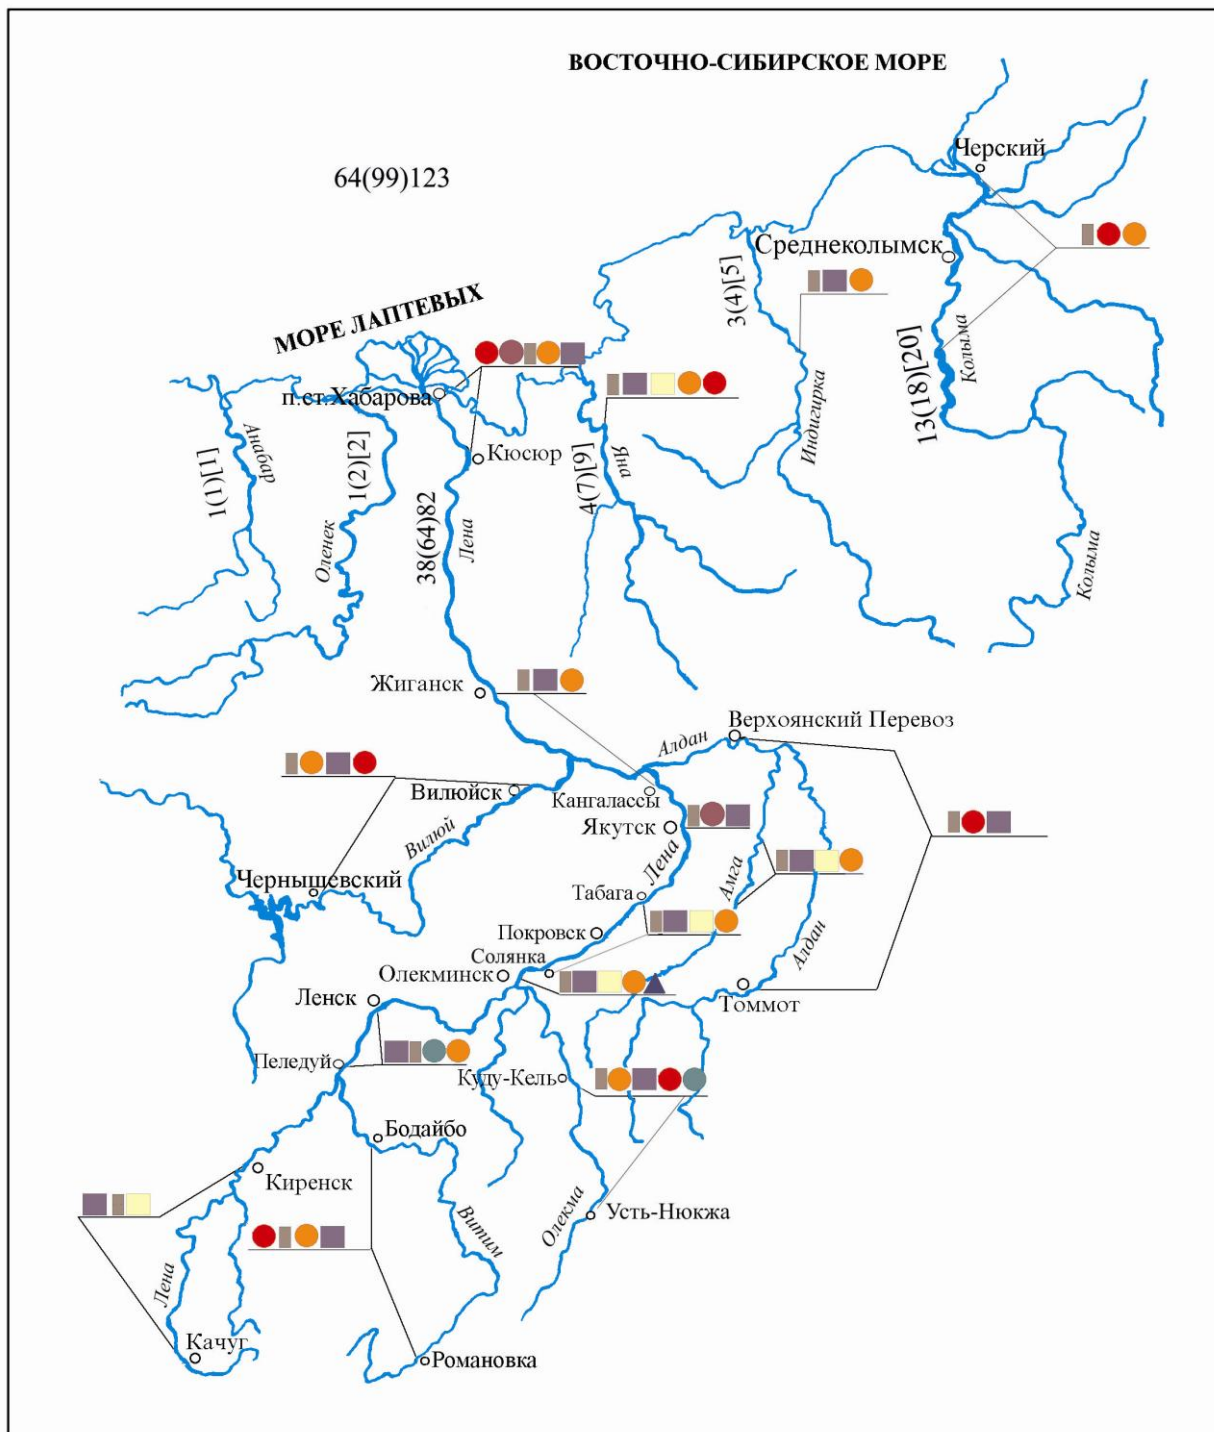 ВОСТОЧНО-СИБИРСКОЕ МОРЕ
Черский
64(99)123
Среднеколымск
3(4)[5]
МОРЕ ЛАПТЕВЫХ
п.ст.Хабарова
Колыма
13(18)[20]
Индигирка
Анабар
1(1)[1]
1(2)[2]
Кюсюр
Яна
4(7)[9]
38(64)82
Лена
Оленек
Колыма
Жиганск
Верхоянский Перевоз
Алдан
Вилюйск
Кангалассы
Якутск
Вилюй
Лена
Чернышевский
Табага
Амга
Покровск
Солянка
Алдан
Олекминск
Ленск
Томмот
Пеледуй
Куду-Кель
Бодайбо
Киренск
Витим
Олекма
Усть-Нюкжа
Лена
Качуг
Романовка